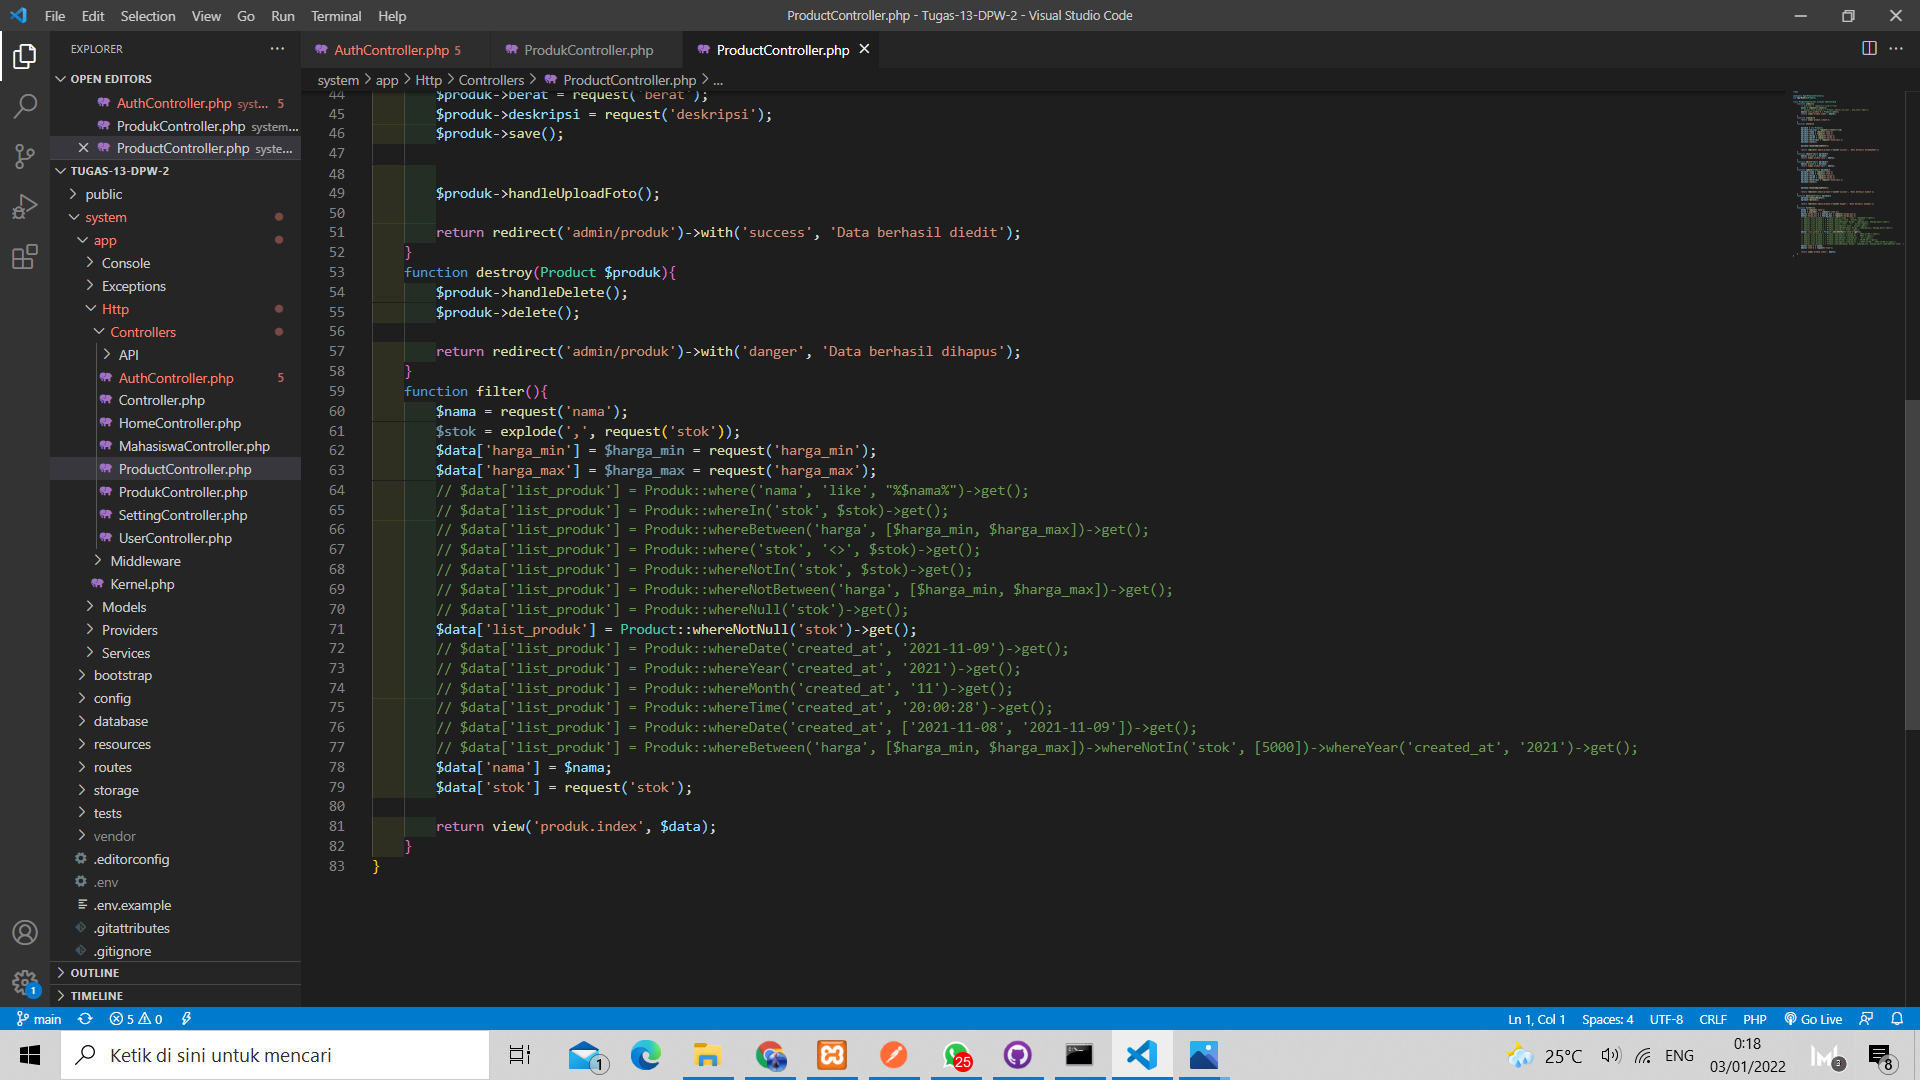 File Edit Selection View Go Run Terminal Help
ProductController.php - Tugas-13-DPW-2 - Visual Studio Code
EXPLORER
AuthController.php 5
ProdukController.php
ProductController.php
OPEN EDITORS
AuthController.php syst... 5
ProdukController.php system...
ProductController.php syste...
TUGAS-13-DPW-2
public
system
app
Console
Exceptions
Http
Controllers
API
AuthController.php 5
Controller.php
HomeController.php
MahasiswaController.php
ProductController.php
ProdukController.php
SettingController.php
UserController.php
Middleware
Kernel.php
Models
Providers
Services
bootstrap
config
database
resources
routes
storage
tests
vendor
.editorconfig
.env
.env.example
.gitattributes
.gitignore
OUTLINE
TIMELINE
system > app > Http > Controllers > ProductController.php > ...
44 $produk->berat = request('berat');
45 $produk->deskripsi = request('deskripsi');
46 $produk->save();
47
48
49 $produk->handleUploadFoto();
50
51 return redirect('admin/produk')->with('success', 'Data berhasil diedit');
52 }
53 function destroy(Product $produk){
54 $produk->handleDelete();
55 $produk->delete();
56
57 return redirect('admin/produk')->with('danger', 'Data berhasil dihapus');
58 }
59 function filter(){
60 $nama = request('nama');
61 $stok = explode(',', request('stok'));
62 $data['harga_min'] = $harga_min = request('harga_min');
63 $data['harga_max'] = $harga_max = request('harga_max');
64 // $data['list_produk'] = Produk::where('nama', 'like', "%$nama%")->get();
65 // $data['list_produk'] = Produk::whereIn('stok', $stok)->get();
66 // $data['list_produk'] = Produk::whereBetween('harga', [$harga_min, $harga_max])->get();
67 // $data['list_produk'] = Produk::where('stok', '<>', $stok)->get();
68 // $data['list_produk'] = Produk::whereNotIn('stok', $stok)->get();
69 // $data['list_produk'] = Produk::whereNotBetween('harga', [$harga_min, $harga_max])->get();
70 // $data['list_produk'] = Produk::whereNull('stok')->get();
71 $data['list_produk'] = Product::whereNotNull('stok')->get();
72 // $data['list_produk'] = Produk::whereDate('created_at', '2021-11-09')->get();
73 // $data['list_produk'] = Produk::whereYear('created_at', '2021')->get();
74 // $data['list_produk'] = Produk::whereMonth('created_at', '11')->get();
75 // $data['list_produk'] = Produk::whereTime('created_at', '20:00:28')->get();
76 // $data['list_produk'] = Produk::whereDate('created_at', ['2021-11-08', '2021-11-09'])->get();
77 // $data['list_produk'] = Produk::whereBetween('harga', [$harga_min, $harga_max])->whereNotIn('stok', [5000])->whereYear('created_at', '2021')->get();
78 $data['nama'] = $nama;
79 $data['stok'] = request('stok');
80
81 return view('produk.index', $data);
82 }
83 }
1
main 5 0
Ln 1, Col 1 Spaces: 4 UTF-8 CRLF PHP Go Live
Ketik di sini untuk mencari
1
25
25°C ENG
0:18
03/01/2022
3
8